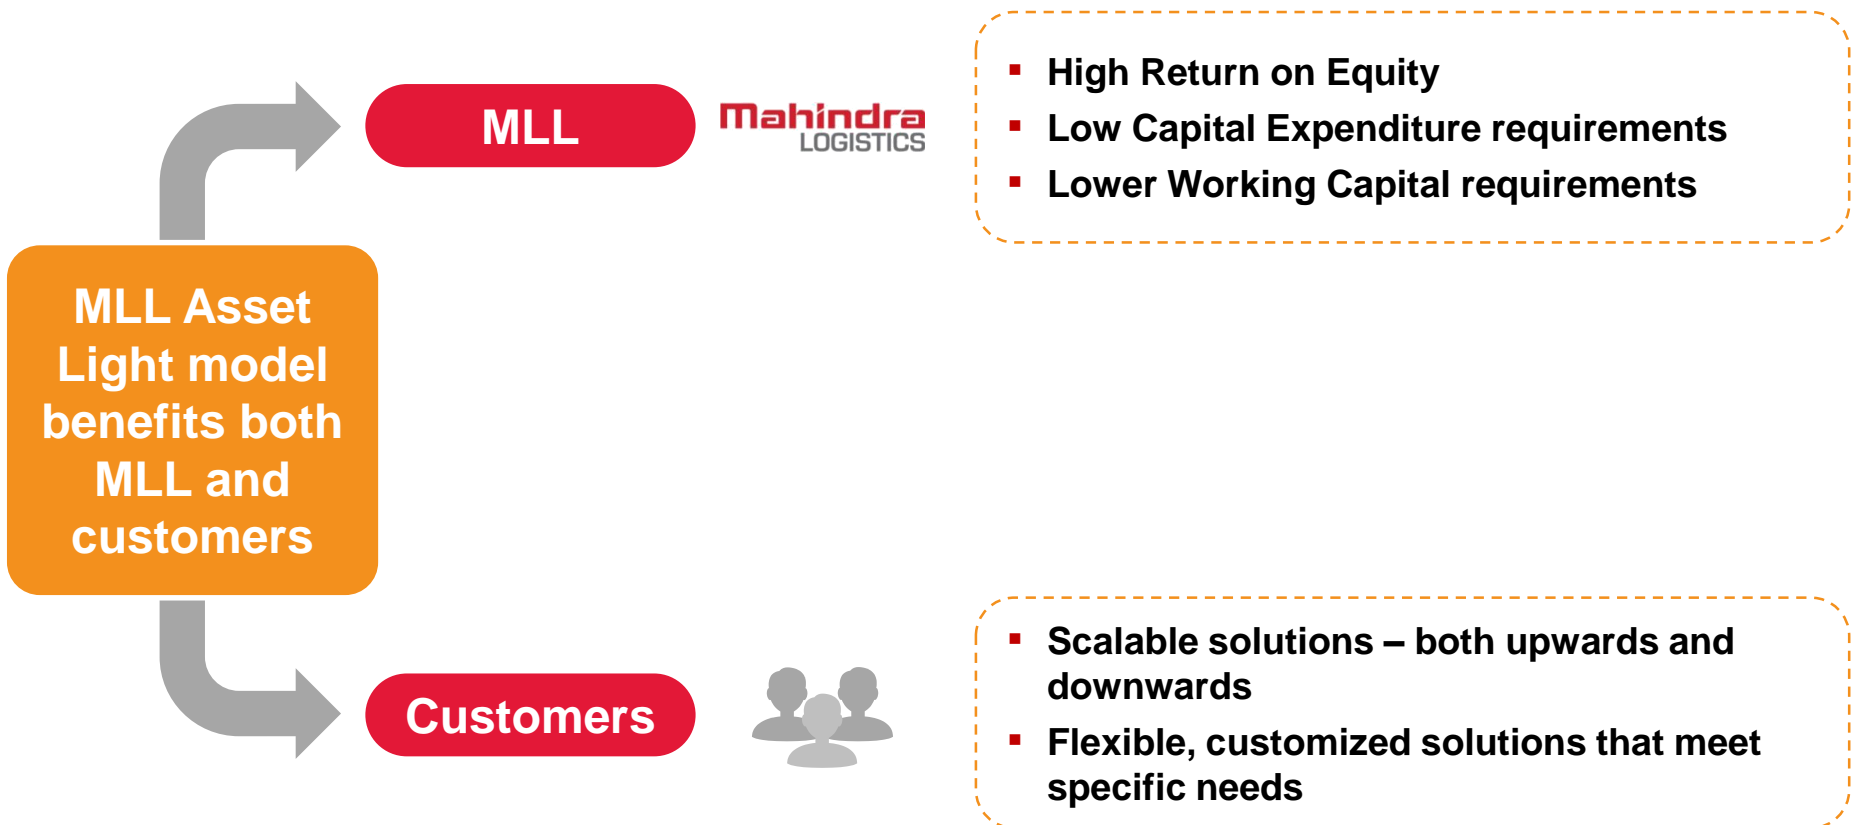 MLL
Mahindra
LOGISTICS
▪ High Return on Equity
▪ Low Capital Expenditure requirements
▪ Lower Working Capital requirements
MLL Asset
Light model
benefits both
MLL and
customers
Customers
▪ Scalable solutions – both upwards and
downwards
▪ Flexible, customized solutions that meet
specific needs